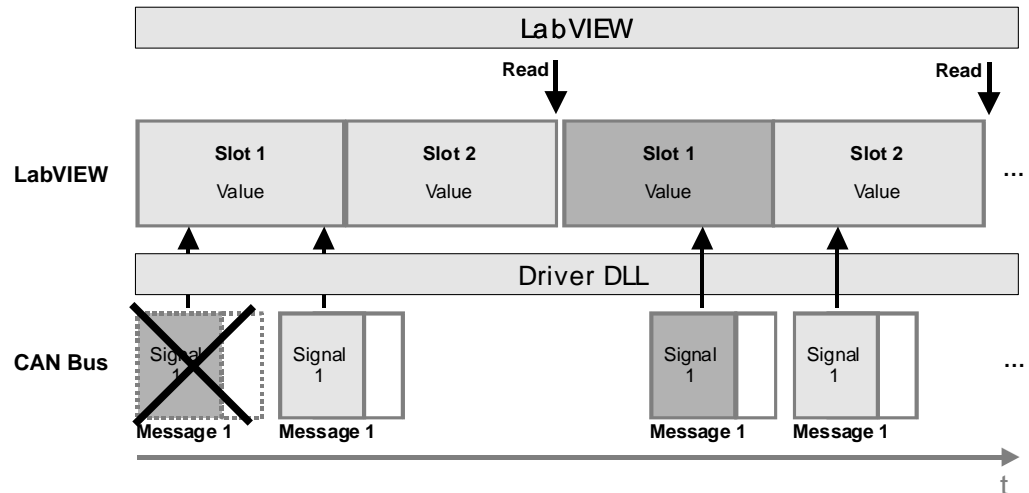 LabVIEW
Read
Read
LabVIEW
Slot 1
Value
Slot 2
Value
Slot 1
Value
Slot 2
Value
...
Driver DLL
CAN Bus
Signal
1
Signal
1
Signal
1
Signal
1
...
Message 1
Message 1
Message 1
Message 1
t